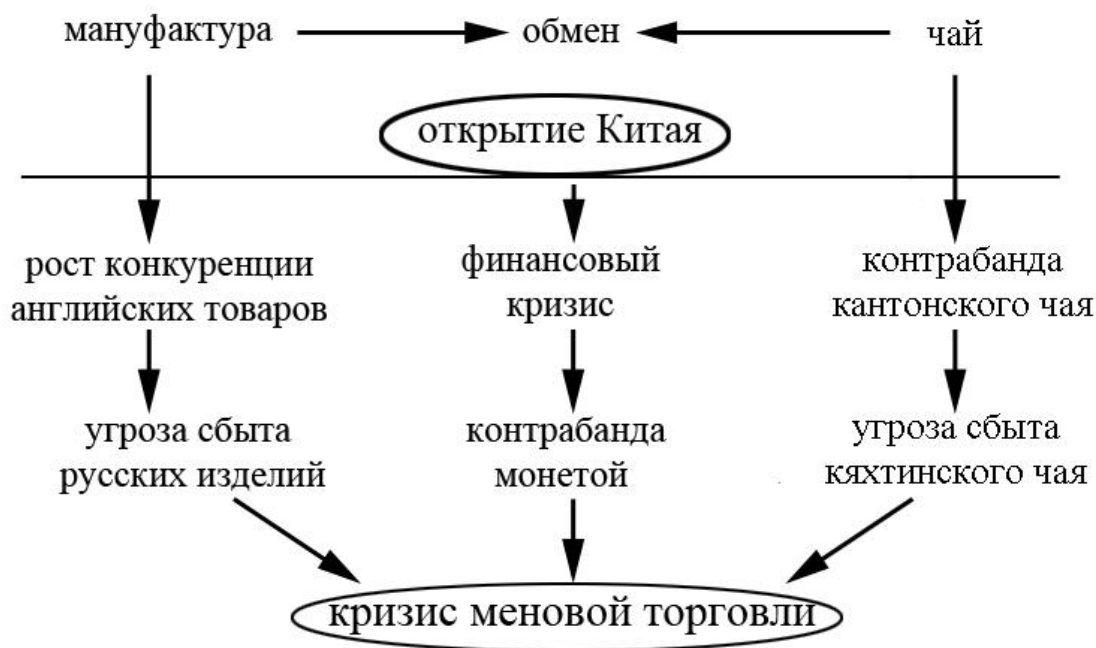 мануфактура
обмен
чай
открытие Китая
рост конкуренции
английских товаров
финансовый
кризис
контрабанда
кантонского чая
угроза сбыта
русских изделий
контрабанда
монетой
угроза сбыта
кяхтинского чая
кризис меновой торговли